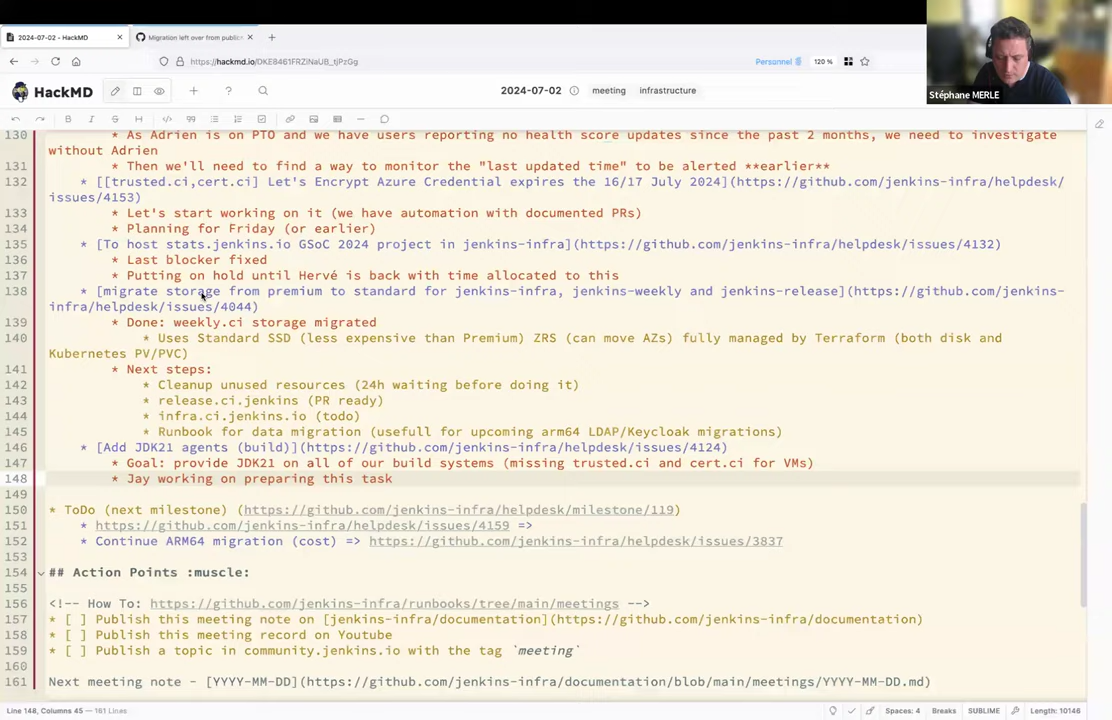 2024-07-02 - HackMD
Migration left over from public
https://hackmd.io/
Personnel
120 %
HackMD
2024-07-02
meeting
infrastructure
Stéphane MERLE
130 * As Adrien is on PTO and we have users reporting no health score updates since the past 2 months, we need to investigate
without Adrien
131 * Then we'll need to find a way to monitor the "last updated time" to be alerted **earlier**
132 * [[trusted.ci,cert.ci] Let's Encrypt Azure Credential expires the 16/17 July 2024](https://github.com/jenkins-infra/helpdesk/
issues/4153)
133 * Let's start working on it (we have automation with documented PRs)
134 * Planning for Friday (or earlier)
135 * [To host stats.jenkins.io GSoC 2024 project in jenkins-infra](https://github.com/jenkins-infra/helpdesk/issues/4132)
136 * Last blocker fixed
137 * Putting on hold until Hervé is back with time allocated to this
138 * [migrate storage from premium to standard for jenkins-infra, jenkins-weekly and jenkins-release](https://github.com/jenkins-
infra/helpdesk/issues/4044)
139 * Done: weekly.ci storage migrated
140 * Uses Standard SSD (less expensive than Premium) ZRS (can move AZs) fully managed by Terraform (both disk and
Kubernetes PV/PVC)
141 * Next steps:
142 * Cleanup unused resources (24h waiting before doing it)
143 * release.ci.jenkins (PR ready)
144 * infra.ci.jenkins.io (todo)
145 * Runbook for data migration (usefull for upcoming arm64 LDAP/Keycloak migrations)
146 * [Add JDK21 agents (build)](https://github.com/jenkins-infra/helpdesk/issues/4124)
147 * Goal: provide JDK21 on all of our build systems (missing trusted.ci and cert.ci for VMs)
148 * Jay working on preparing this task
149
150 * ToDo (next milestone) (https://github.com/jenkins-infra/helpdesk/milestone/119)
151 * https://github.com/jenkins-infra/helpdesk/issues/4159 =>
152 * Continue ARM64 migration (cost) => https://github.com/jenkins-infra/helpdesk/issues/3837
153
154 ## Action Points :muscle:
155
156 <!-- How To: https://github.com/jenkins-infra/runbooks/tree/main/meetings -->
157 * [ ] Publish this meeting note on [jenkins-infra/documentation](https://github.com/jenkins-infra/documentation)
158 * [ ] Publish this meeting record on Youtube
159 * [ ] Publish a topic in community.jenkins.io with the tag `meeting`
160
161 Next meeting note - [YYYY-MM-DD](https://github.com/jenkins-infra/documentation/blob/main/meetings/YYYY-MM-DD.md)
Line 148, Columns 45 — 161 Lines
Spaces: 4
Breaks
SUBLIME
Length: 10146